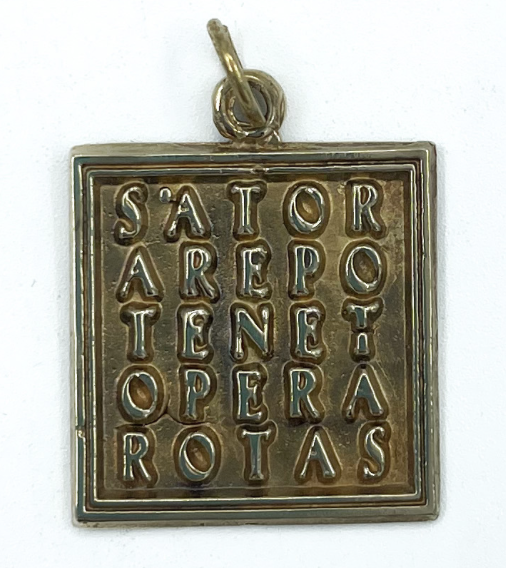 SATOR
AREPO
TENET
OPERA
ROTAS